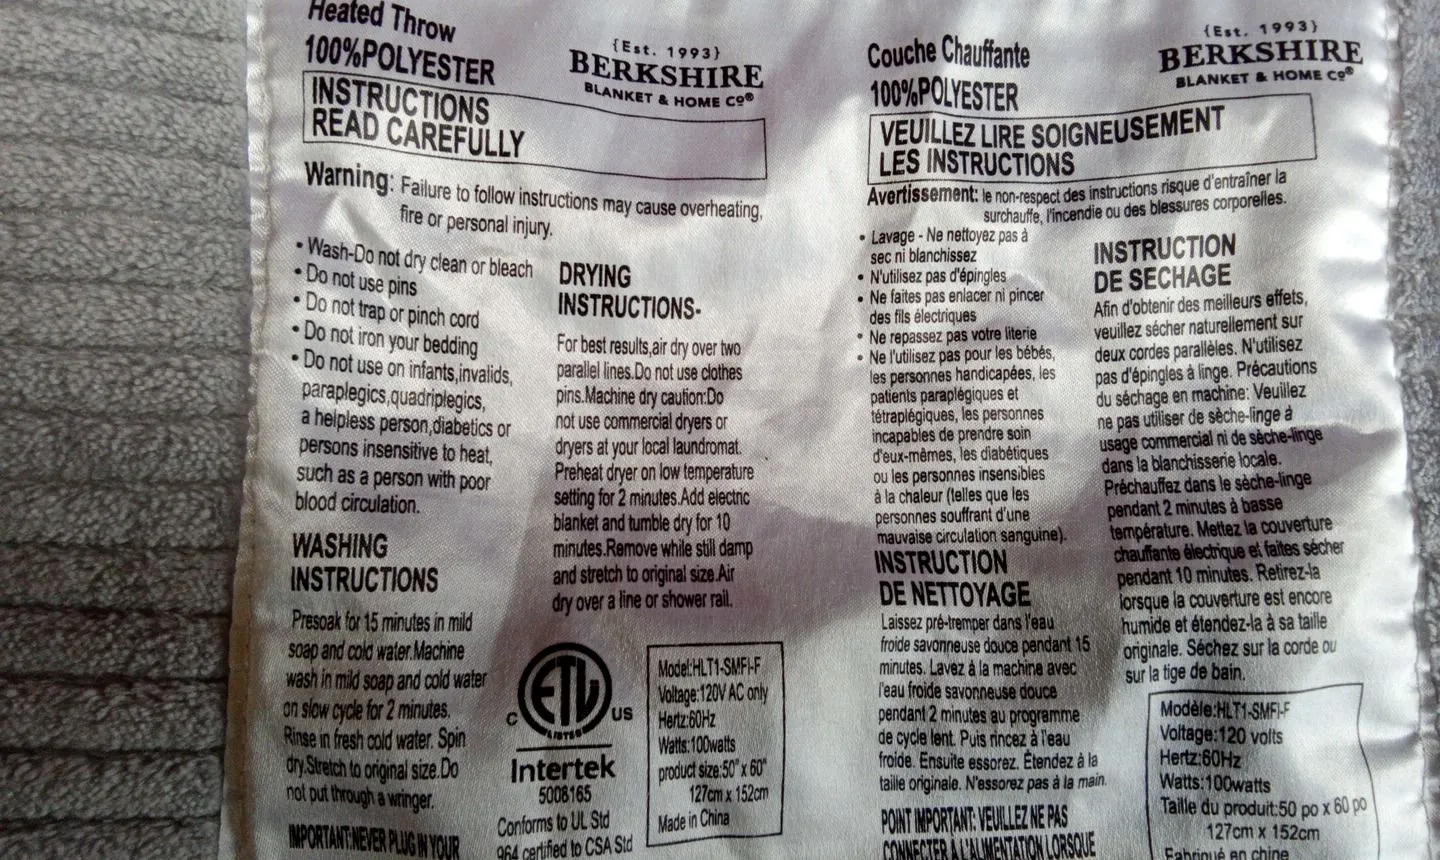 Heated Throw
100%POLYESTER
{Est. 1993}
BERKSHIRE
BLANKET & HOME Cº®
INSTRUCTIONS
READ CAREFULLY
Warning: Failure to follow instructions may cause overheating,
fire or personal injury.
• Wash-Do not dry clean or bleach
• Do not use pins
• Do not trap or pinch cord
• Do not iron your bedding
• Do not use on infants,invalids,
paraplegics,quadriplegics,
a helpless person,diabetics or
persons insensitive to heat,
such as a person with poor
blood circulation.
WASHING
INSTRUCTIONS
Presoak for 15 minutes in mild
soap and cold water.Machine
wash in mild soap and cold water
on slow cycle for 2 minutes.
Rinse in fresh cold water. Spin
dry.Stretch to original size.Do
not put through a wringer.
IMPORTANT:NEVER PLUG IN YOUR
DRYING
INSTRUCTIONS-
For best results,air dry over two
parallel lines.Do not use clothes
pins.Machine dry caution:Do
not use commercial dryers or
dryers at your local laundromat.
Preheat dryer on low temperature
setting for 2 minutes.Add electric
blanket and tumble dry for 10
minutes.Remove while still damp
and stretch to original size.Air
dry over a line or shower rail.
ETL
LISTED
C US
Intertek
5008165
Conforms to UL Std
964 certified to CSA Std
Model:HLT1-SMFI-F
Voltage:120V AC only
Hertz:60Hz
Watts:100watts
product size:50" x 60"
127cm x 152cm
Made in China
Couche Chauffante
100%POLYESTER
{Est. 1993}
BERKSHIRE
BLANKET & HOME Cº®
VEUILLEZ LIRE SOIGNEUSEMENT
LES INSTRUCTIONS
Avertissement: le non-respect des instructions risque d'entraîner la
surchauffe, l'incendie ou des blessures corporelles.
• Lavage - Ne nettoyez pas à
sec ni blanchissez
• N'utilisez pas d'épingles
• Ne faites pas enlacer ni pincer
des fils électriques
• Ne repassez pas votre literie
• Ne l'utilisez pas pour les bébés,
les personnes handicapées, les
patients paraplégiques et
tétraplégiques, les personnes
incapables de prendre soin
d'eux-mêmes, les diabétiques
ou les personnes insensibles
à la chaleur (telles que les
personnes souffrant d'une
mauvaise circulation sanguine).
INSTRUCTION
DE NETTOYAGE
Laissez pré-tremper dans l'eau
froide savonneuse douce pendant 15
minutes. Lavez à la machine avec
l'eau froide savonneuse douce
pendant 2 minutes au programme
de cycle lent. Puis rincez à l'eau
froide. Ensuite essorez. Étendez à la
taille originale. N'essorez pas à la main.
POINT IMPORTANT: VEUILLEZ NE PAS
CONNECTER À L'ALIMENTATION LORSQUE
INSTRUCTION
DE SECHAGE
Afin d'obtenir des meilleurs effets,
veuillez sécher naturellement sur
deux cordes parallèles. N'utilisez
pas d'épingles à linge. Précautions
du séchage en machine: Veuillez
ne pas utiliser de sèche-linge à
usage commercial ni de sèche-linge
dans la blanchisserie locale.
Préchauffez dans le sèche-linge
pendant 2 minutes à basse
température. Mettez la couverture
chauffante électrique et faites sécher
pendant 10 minutes. Retirez-la
lorsque la couverture est encore
humide et étendez-la à sa taille
originale. Séchez sur la corde ou
sur la tige de bain.
Modèle:HLT1-SMFI-F
Voltage:120 volts
Hertz:60Hz
Watts:100watts
Taille du produit:50 po x 60 po
127cm x 152cm
Fabriqué en chine